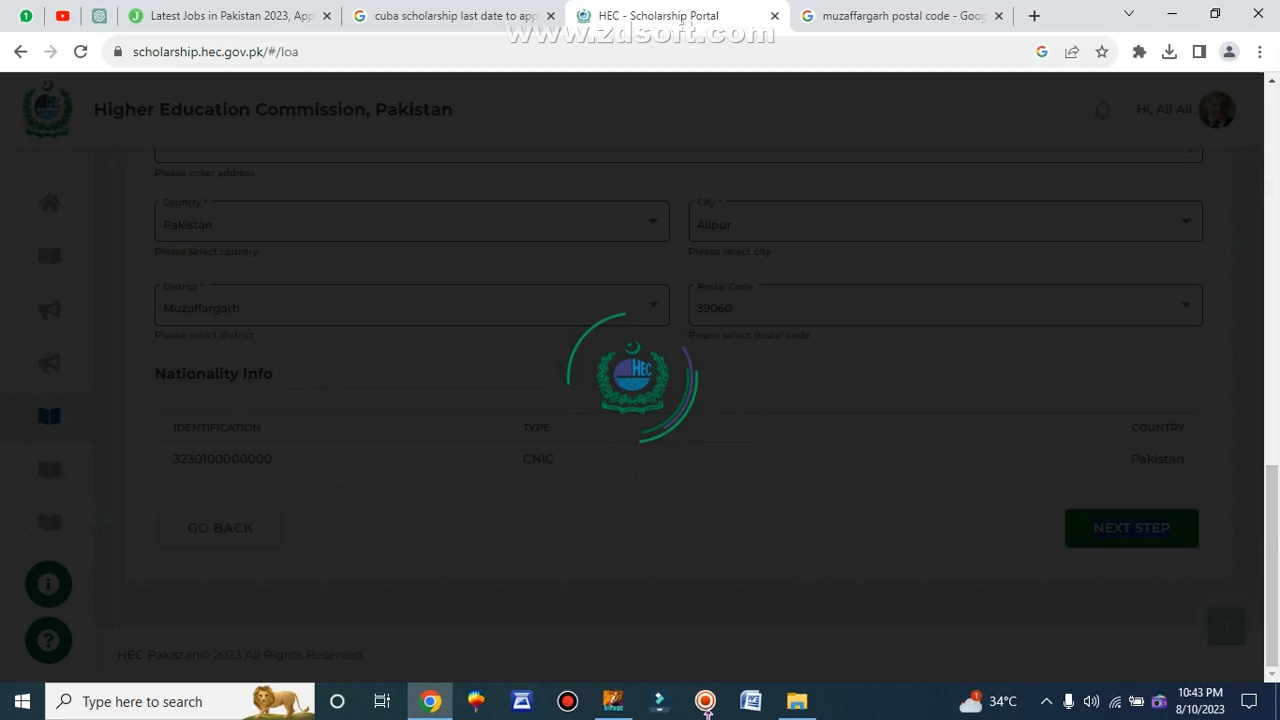 Latest Jobs in Pakistan 2023, App
cuba scholarship last date to app
HEC - Scholarship Portal
muzaffargarh postal code - Goog
www.zdsoft.com
scholarship.hec.gov.pk/#/loa
Higher Education Commission, Pakistan
Hi, Ali Ali
Please enter address
Country *
City *
Pakistan
Alipur
Please select country
Please select city
District *
Postal Code
Muzaffargarh
39060
Please select district
Please select postal code
HEC
Nationality Info
IDENTIFICATION TYPE COUNTRY
3230100000000 CNIC Pakistan
GO BACK
NEXT STEP
HEC Pakistan© 2023 All Rights Reserved.
Type here to search
1
34°C
10:43 PM
8/10/2023